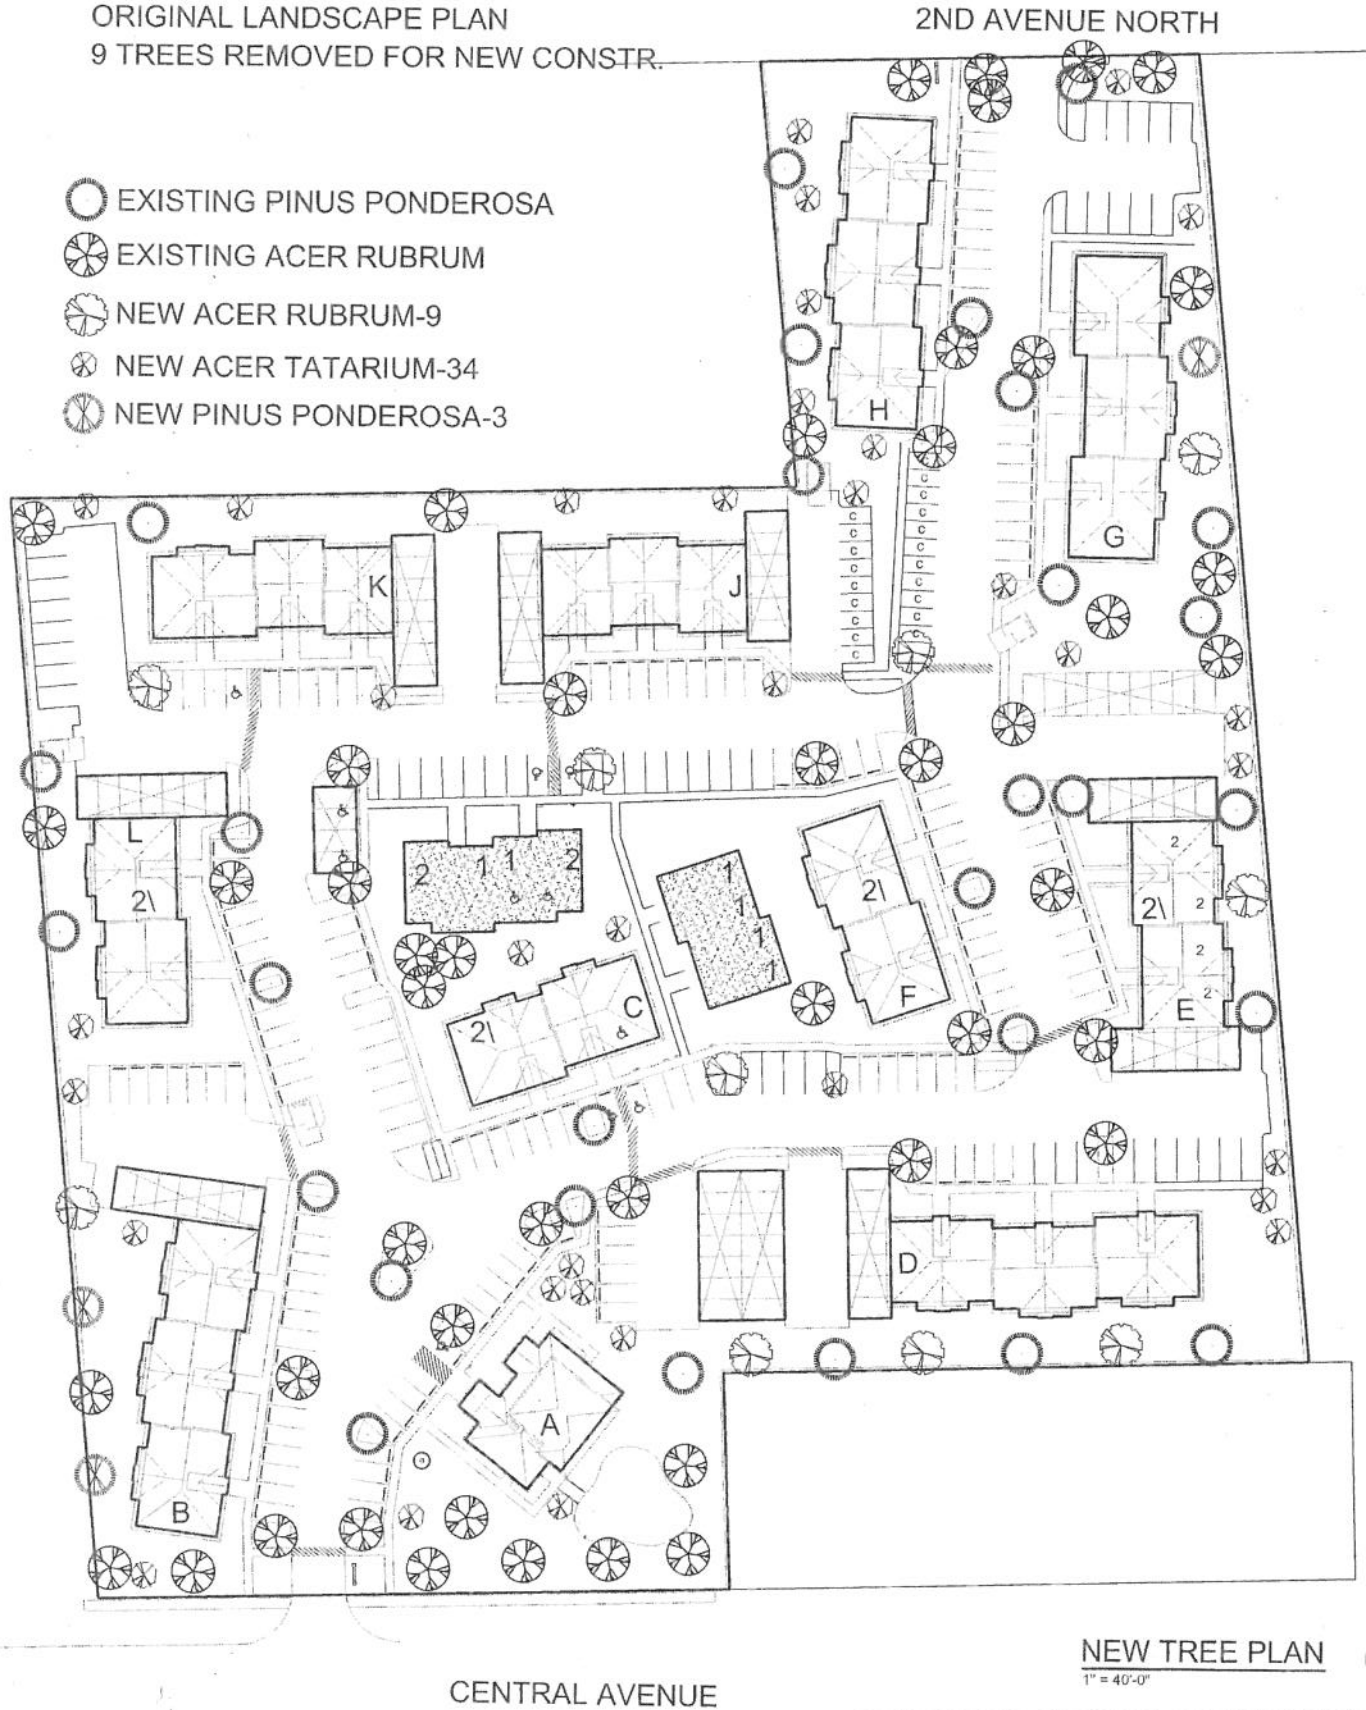 ORIGINAL LANDSCAPE PLAN
9 TREES REMOVED FOR NEW CONSTR.
2ND AVENUE NORTH
EXISTING PINUS PONDEROSA
EXISTING ACER RUBRUM
NEW ACER RUBRUM-9
NEW ACER TATARIUM-34
NEW PINUS PONDEROSA-3
H
G
C C
C C
C C
C C
C C
C C
C C
C C
C C
C C
C C
K
J
L
2\
2 1 1 2
1
1
1
1
2\
F
2
2\ 2
2
2
E
2\
C
D
A
B
NEW TREE PLAN
1" = 40'-0"
CENTRAL AVENUE